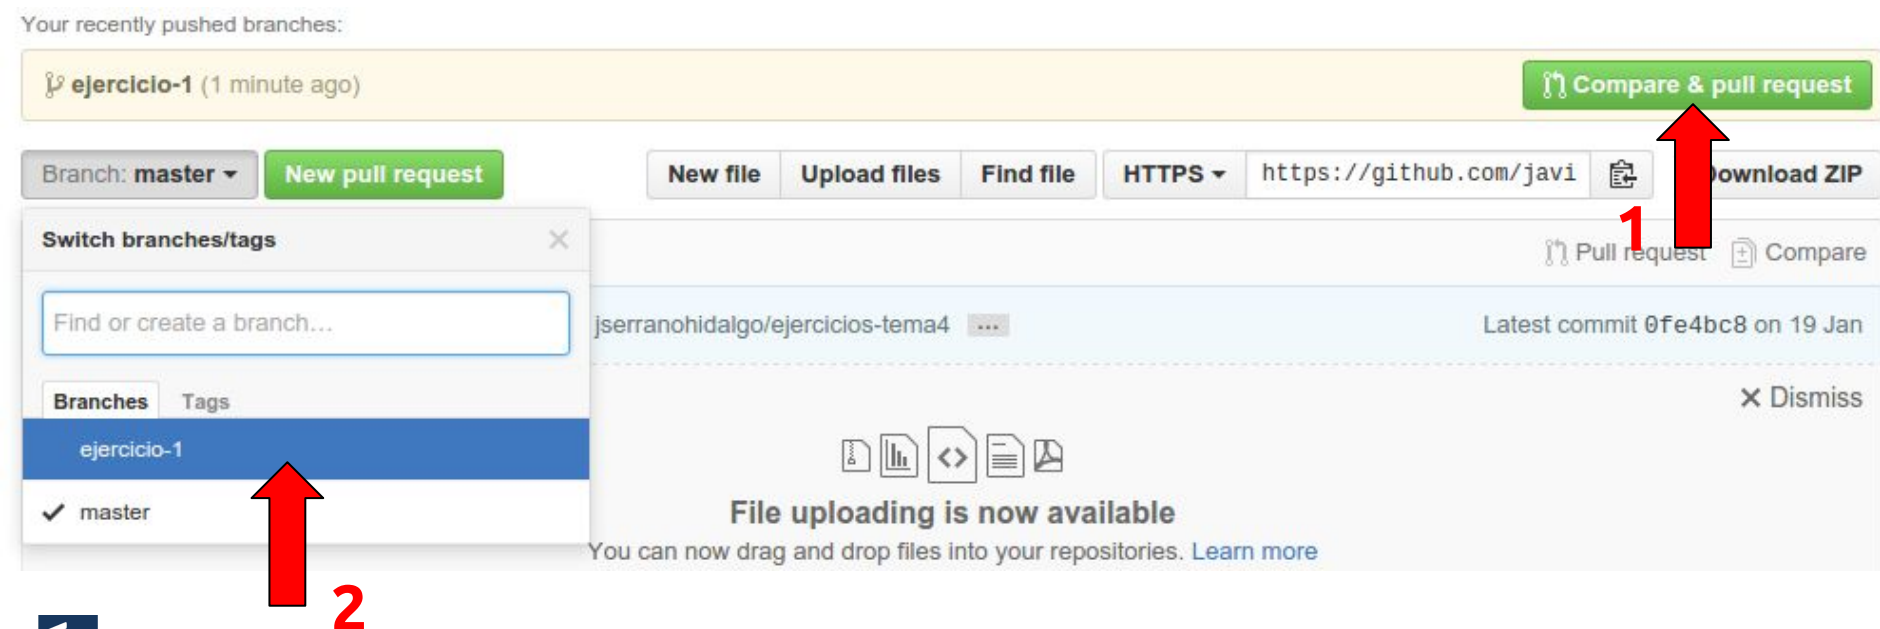 Your recently pushed branches:
ejercicio-1 (1 minute ago) Compare & pull request
Branch: master New pull request New file Upload files Find file HTTPS https://github.com/javi Download ZIP
1
Switch branches/tags
Pull request Compare
Find or create a branch...
jserranohidalgo/ejercicios-tema4 ... Latest commit 0fe4bc8 on 19 Jan
Branches Tags
Dismiss
ejercicio-1
master
File uploading is now available
You can now drag and drop files into your repositories. Learn more
2